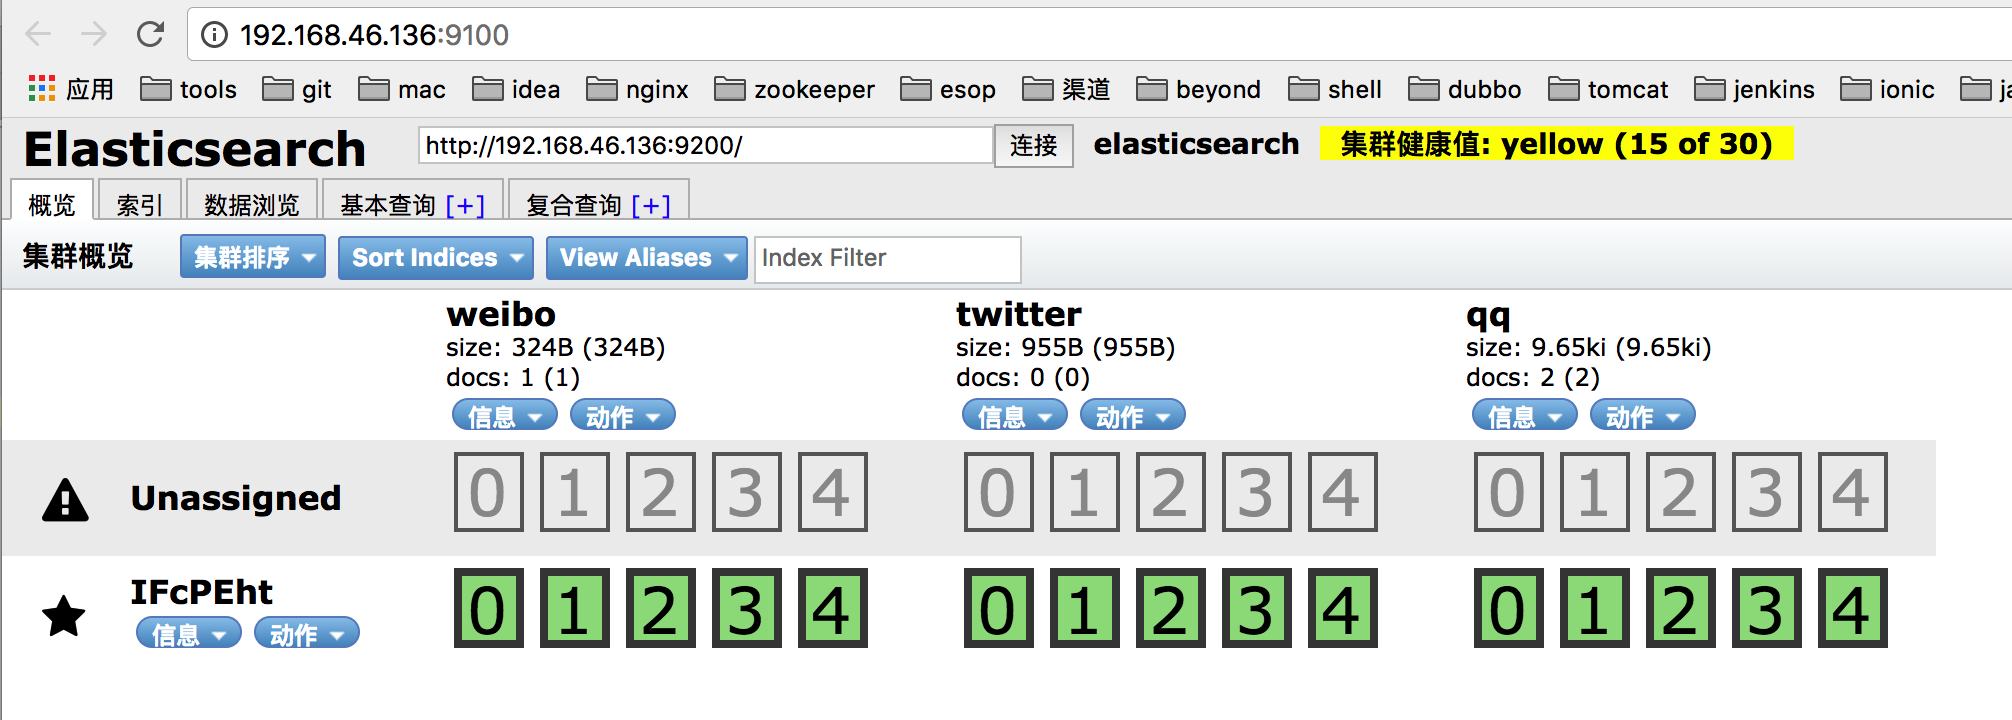 192.168.46.136:9100
应用 tools git mac idea nginx zookeeper esop 渠道 beyond shell dubbo tomcat jenkins ionic
Elasticsearch http://192.168.46.136:9200/ 连接 elasticsearch 集群健康值: yellow (15 of 30)
概览 索引 数据浏览 基本查询 [+] 复合查询 [+]
集群概览 集群排序 Sort Indices View Aliases Index Filter
weibo twitter qq
size: 324B (324B) size: 955B (955B) size: 9.65ki (9.65ki)
docs: 1 (1) docs: 0 (0) docs: 2 (2)
信息 动作 信息 动作 信息 动作
Unassigned 0 1 2 3 4 0 1 2 3 4 0 1 2 3 4
IFcPEht 0 1 2 3 4 0 1 2 3 4 0 1 2 3 4
信息 动作